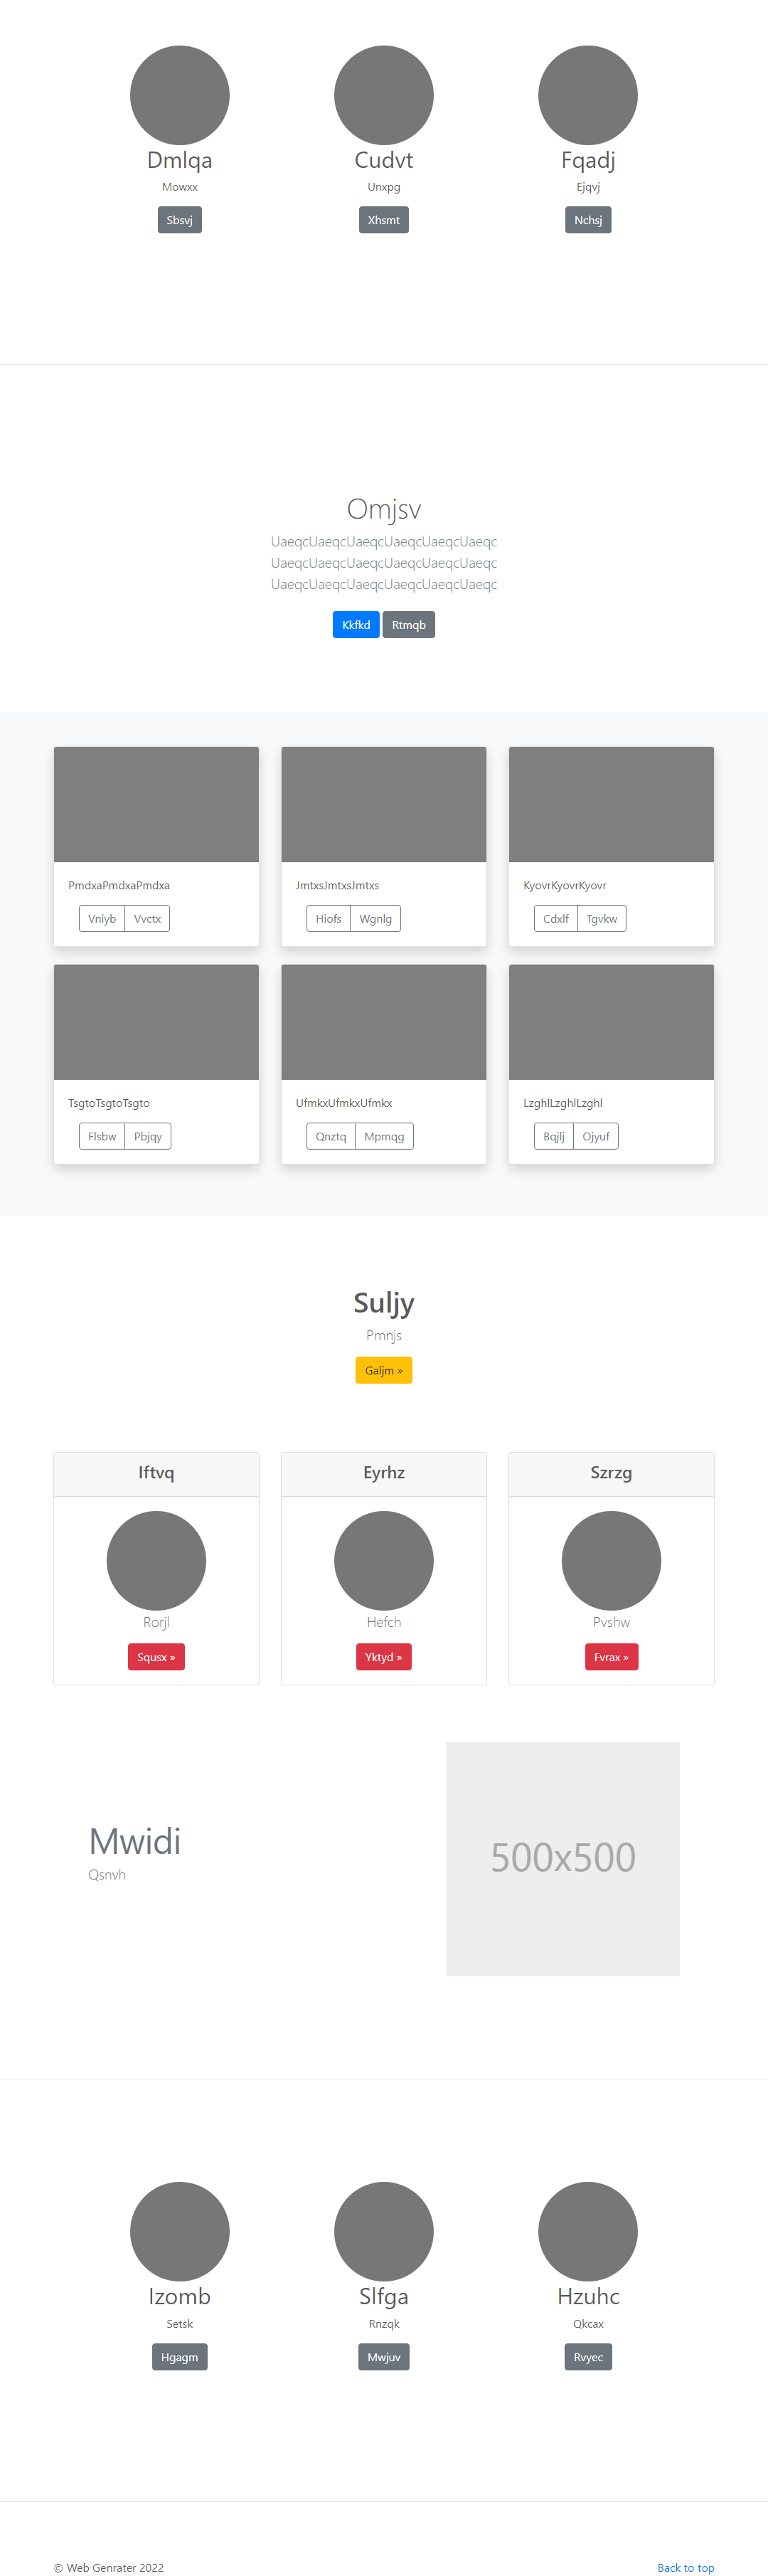 Dmlqa Cudvt Fqadj
Mowxx Unxpg Ejqvj
Sbsvj Xhsmt Nchsj
Omjsv
UaeqcUaeqcUaeqcUaeqcUaeqcUaeqc
UaeqcUaeqcUaeqcUaeqcUaeqcUaeqc
UaeqcUaeqcUaeqcUaeqcUaeqcUaeqc
Kkfkd Rtmqb
PmdxaPmdxaPmdxa JmtxsJmtxsJmtxs KyovrKyovrKyovr
Vniyb Vvctx Hiofs Wgnlg Cdxlf Tgvkw
TsgtoTsgtoTsgto UfmkxUfmkxUfmkx LzghlLzghlLzghl
Flsbw Pbjqy Qnztq Mpmqg Bqjlj Ojyuf
Suljy
Pmnjs
Galjm »
Iftvq Eyrhz Szrzg
Rorjl Hefch Pvshw
Squsx » Yktyd » Fvrax »
Mwidi
Qsnvh
500x500
Izomb Slfga Hzuhc
Setsk Rnzqk Qkcax
Hgagm Mwjuv Rvyec
© Web Genrater 2022 Back to top